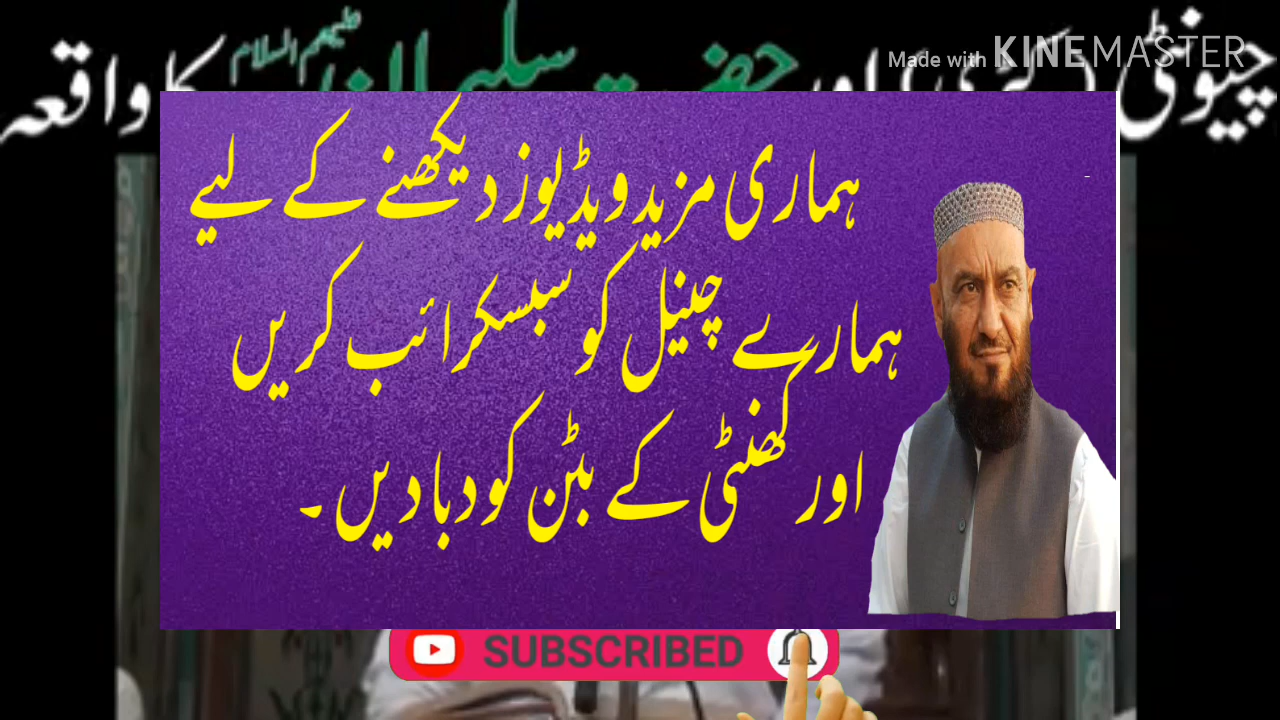 Made with KINEMASTER
چیونٹی اور حضرت سلیمان علیہم السلام کا واقعہ
ہماری مزید ویڈیوز دیکھنے کے لیے
ہمارے چینل کو سبسکرائب کریں
اور گھنٹی کے بٹن کو دبا دیں۔
SUBSCRIBED